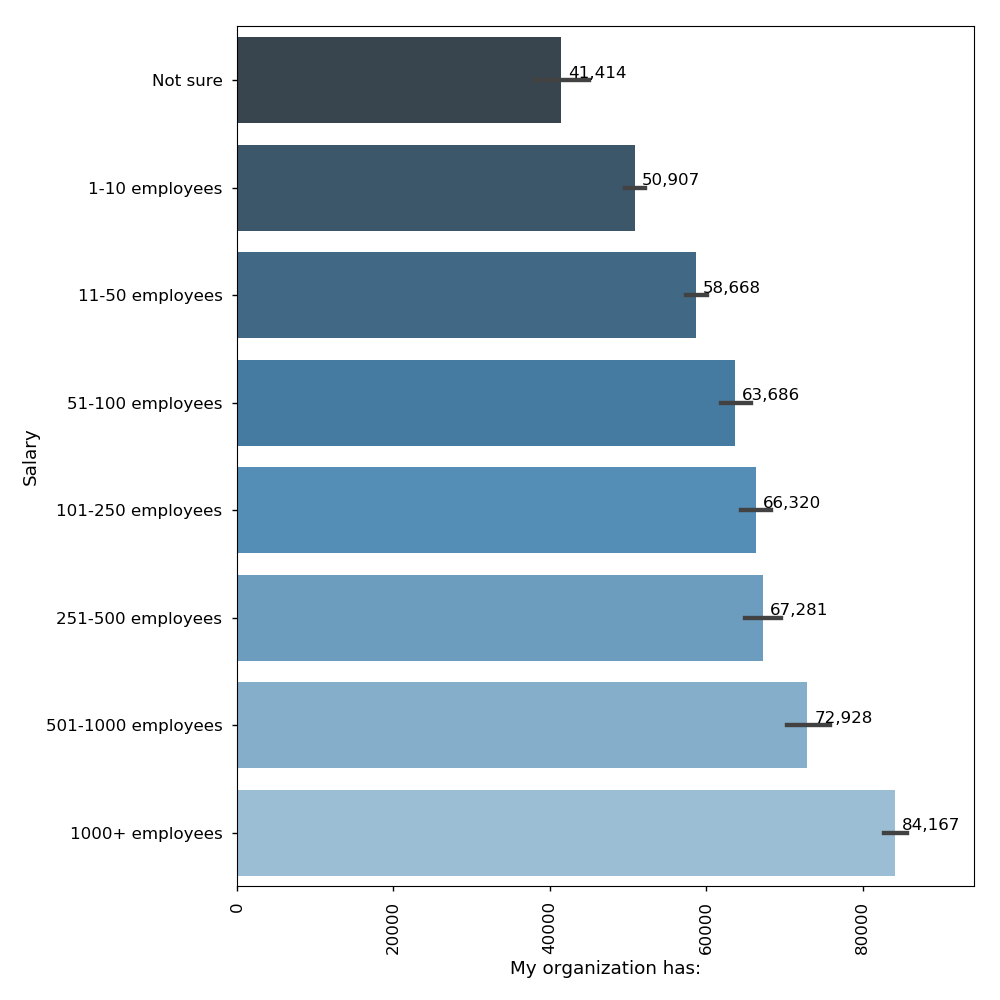 Not sure
41,414
1-10 employees
50,907
11-50 employees
58,668
51-100 employees
63,686
101-250 employees
66,320
251-500 employees
67,281
501-1000 employees
72,928
1000+ employees
84,167
Salary
0
20000
40000
60000
80000
My organization has: